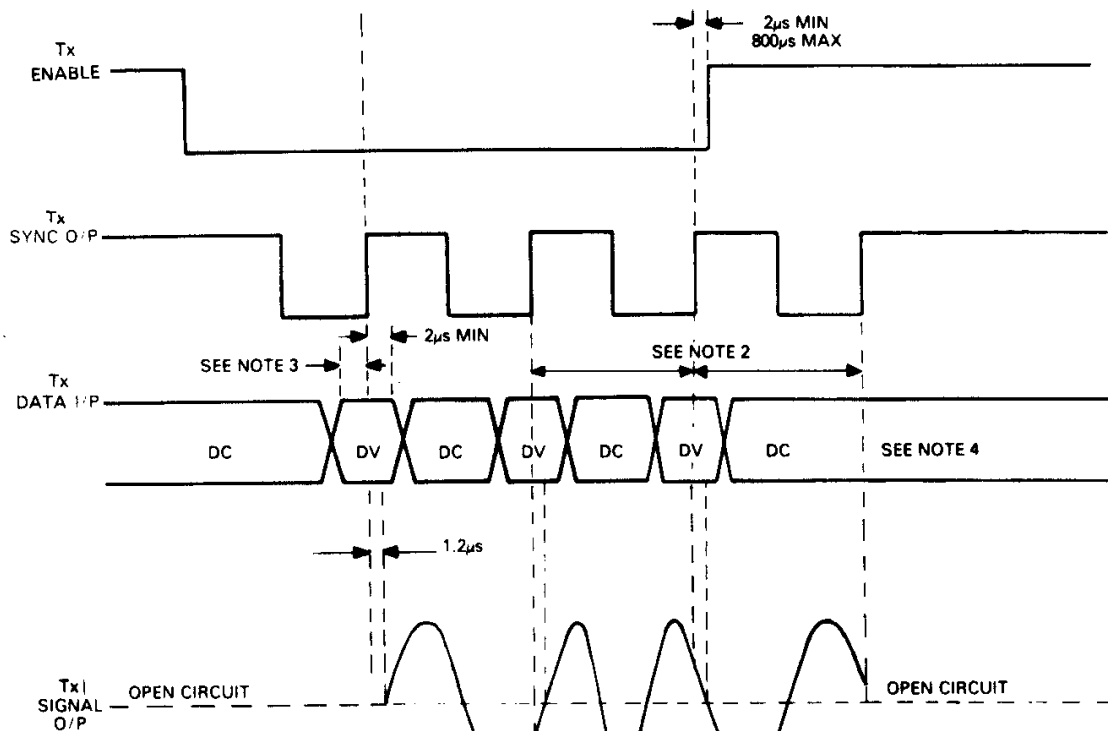 2µs MIN
800µs MAX
Tx
ENABLE
Tx
SYNC O/P
2µs MIN
SEE NOTE 3
SEE NOTE 2
Tx
DATA I/P
DC
DV
DC
DV
DC
DV
DC
SEE NOTE 4
1.2µs
Tx
SIGNAL
O/P
OPEN CIRCUIT
OPEN CIRCUIT